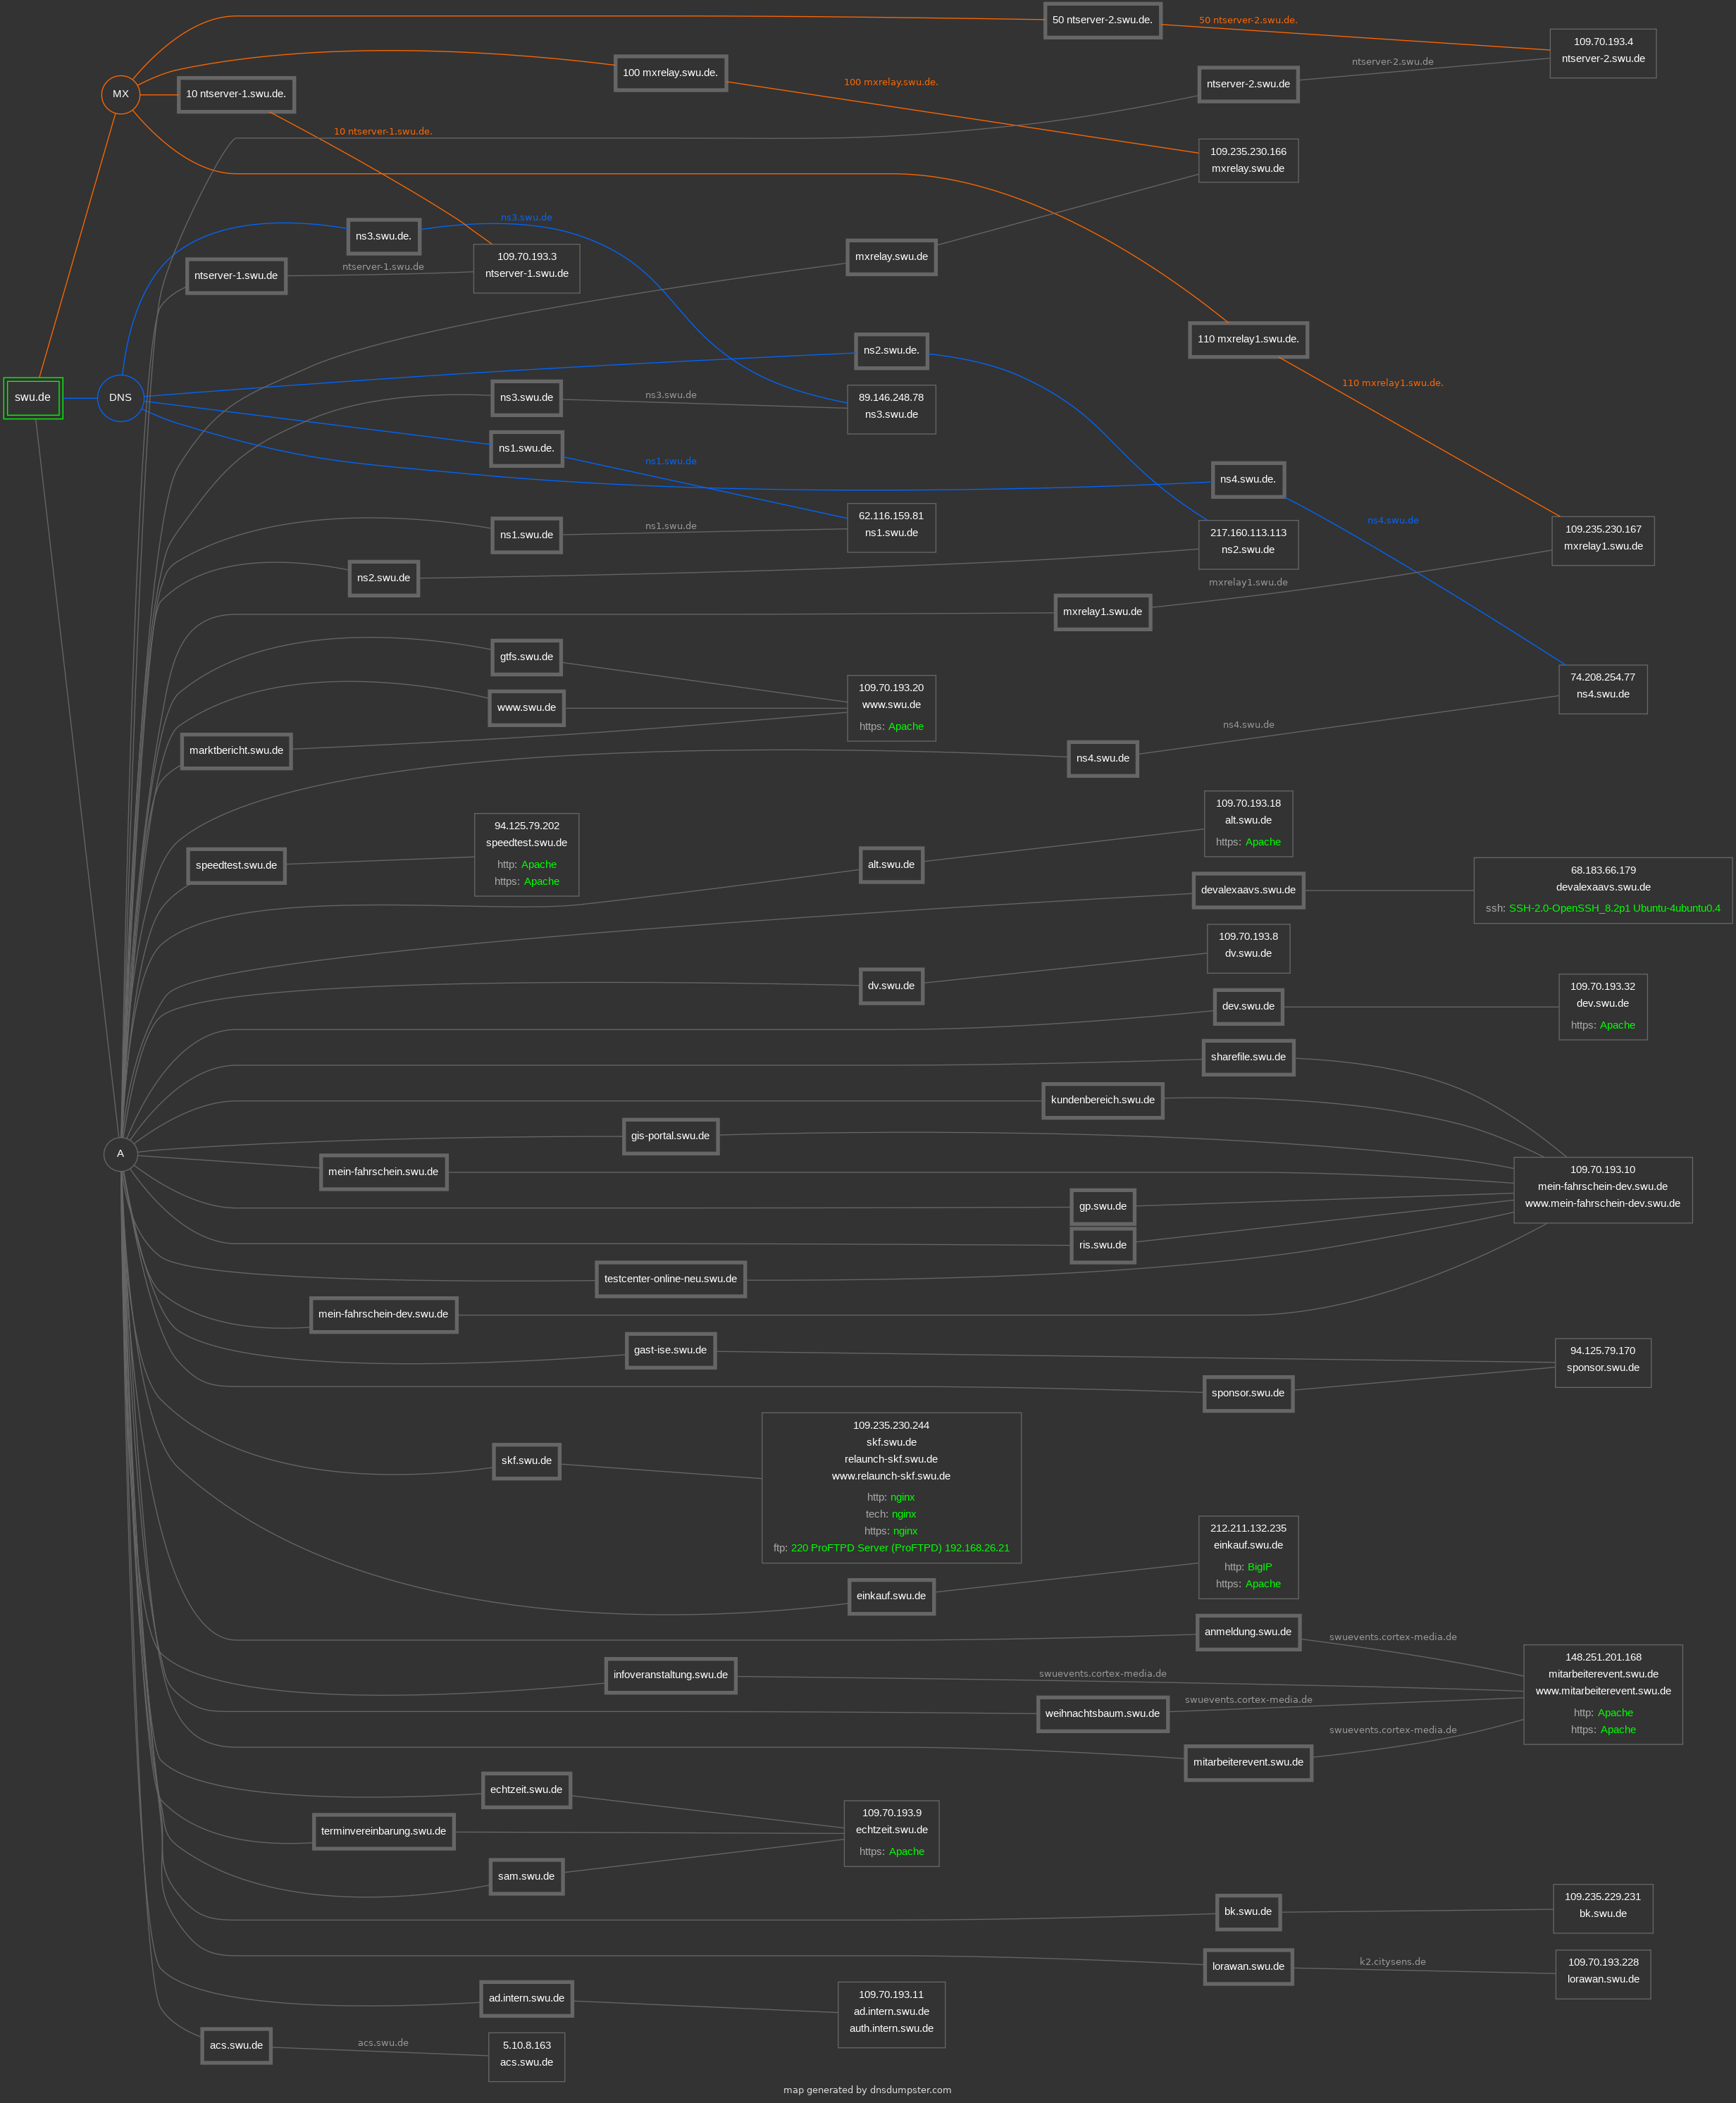 50 ntserver-2.swu.de.
50 ntserver-2.swu.de.
109.70.193.4
ntserver-2.swu.de
ntserver-2.swu.de
100 mxrelay.swu.de.
100 mxrelay.swu.de.
ntserver-2.swu.de
MX
10 ntserver-1.swu.de.
10 ntserver-1.swu.de.
109.235.230.166
mxrelay.swu.de
ns3.swu.de
ns3.swu.de.
109.70.193.3
ntserver-1.swu.de
mxrelay.swu.de
ntserver-1.swu.de
ntserver-1.swu.de
110 mxrelay1.swu.de.
ns2.swu.de.
110 mxrelay1.swu.de.
swu.de
DNS
ns3.swu.de
ns3.swu.de
89.146.248.78
ns3.swu.de
ns1.swu.de.
ns1.swu.de
ns4.swu.de.
62.116.159.81
ns1.swu.de
ns1.swu.de
ns1.swu.de
ns4.swu.de
217.160.113.113
ns2.swu.de
109.235.230.167
mxrelay1.swu.de
ns2.swu.de
mxrelay1.swu.de
mxrelay1.swu.de
gtfs.swu.de
109.70.193.20
www.swu.de
https: Apache
74.208.254.77
ns4.swu.de
www.swu.de
ns4.swu.de
marktbericht.swu.de
ns4.swu.de
109.70.193.18
alt.swu.de
https: Apache
94.125.79.202
speedtest.swu.de
http: Apache
https: Apache
speedtest.swu.de
alt.swu.de
68.183.66.179
devalexaavs.swu.de
ssh: SSH-2.0-OpenSSH_8.2p1 Ubuntu-4ubuntu0.4
devalexaavs.swu.de
109.70.193.8
dv.swu.de
dv.swu.de
109.70.193.32
dev.swu.de
https: Apache
dev.swu.de
sharefile.swu.de
kundenbereich.swu.de
gis-portal.swu.de
A
109.70.193.10
mein-fahrschein-dev.swu.de
www.mein-fahrschein-dev.swu.de
mein-fahrschein.swu.de
gp.swu.de
ris.swu.de
testcenter-online-neu.swu.de
mein-fahrschein-dev.swu.de
gast-ise.swu.de
94.125.79.170
sponsor.swu.de
sponsor.swu.de
109.235.230.244
skf.swu.de
relaunch-skf.swu.de
www.relaunch-skf.swu.de
http: nginx
tech: nginx
https: nginx
ftp: 220 ProFTPD Server (ProFTPD) 192.168.26.21
skf.swu.de
212.211.132.235
einkauf.swu.de
http: BigIP
https: Apache
einkauf.swu.de
anmeldung.swu.de
swuevents.cortex-media.de
148.251.201.168
mitarbeiterevent.swu.de
www.mitarbeiterevent.swu.de
http: Apache
https: Apache
infoveranstaltung.swu.de
swuevents.cortex-media.de
weihnachtsbaum.swu.de
swuevents.cortex-media.de
swuevents.cortex-media.de
mitarbeiterevent.swu.de
echtzeit.swu.de
109.70.193.9
echtzeit.swu.de
https: Apache
terminvereinbarung.swu.de
sam.swu.de
bk.swu.de
109.235.229.231
bk.swu.de
lorawan.swu.de
k2.citysens.de
109.70.193.228
lorawan.swu.de
ad.intern.swu.de
109.70.193.11
ad.intern.swu.de
auth.intern.swu.de
acs.swu.de
acs.swu.de
5.10.8.163
acs.swu.de
map generated by dnsdumpster.com